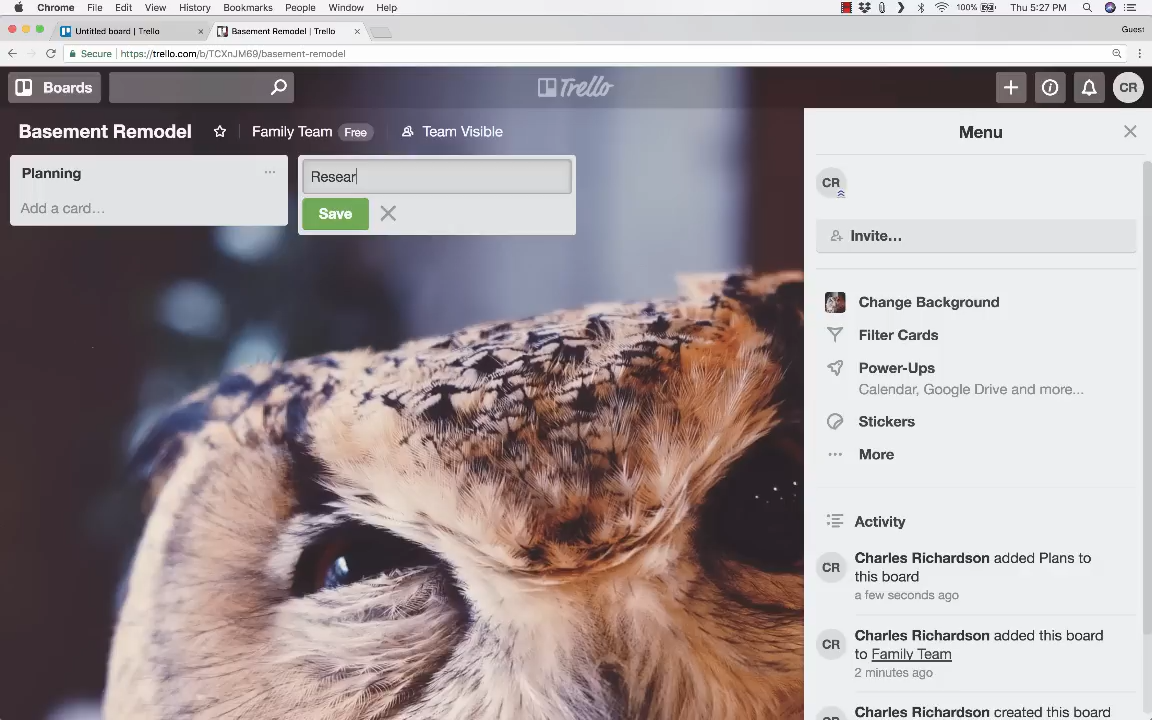 Chrome File Edit View History Bookmarks People Window Help 100% Thu 5:27 PM
Untitled board | Trello Basement Remodel | Trello Guest
Secure https://trello.com/b/TCXnJM69/basement-remodel
Boards Trello CR
Basement Remodel Family Team Free Team Visible
Menu
Planning
Add a card…
Resear
Save
CR
Invite…
Change Background
Filter Cards
Power-Ups
Calendar, Google Drive and more...
Stickers
More
Activity
CR Charles Richardson added Plans to
this board
a few seconds ago
CR Charles Richardson added this board
to Family Team
2 minutes ago
Charles Richardson created this board